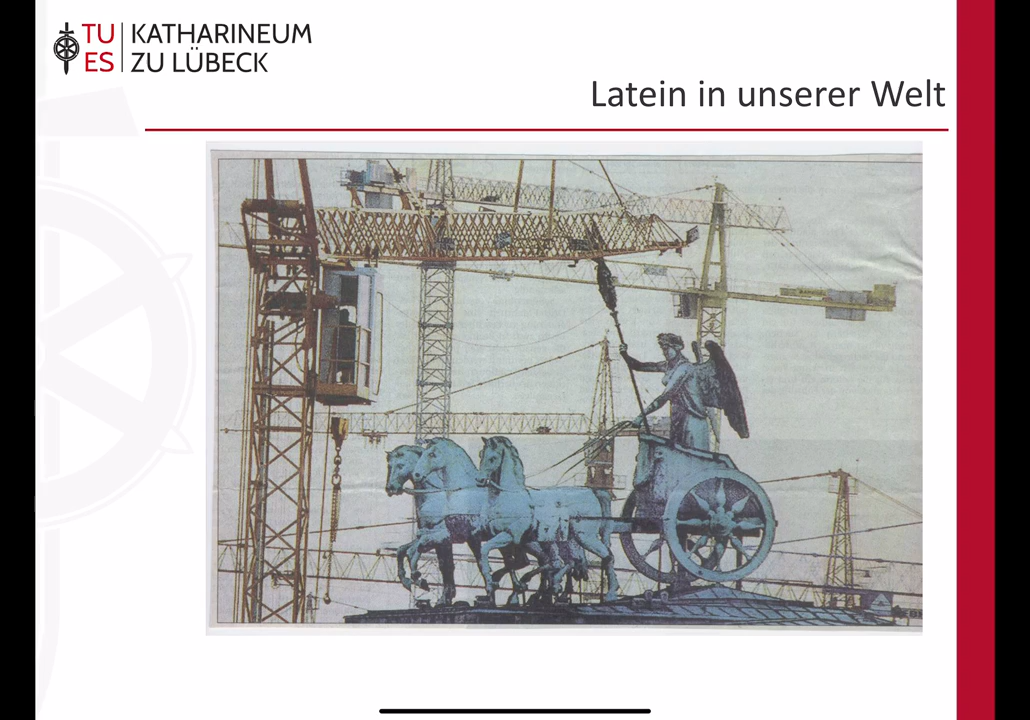 TU
ES
KATHARINEUM
ZU LÜBECK
Latein in unserer Welt